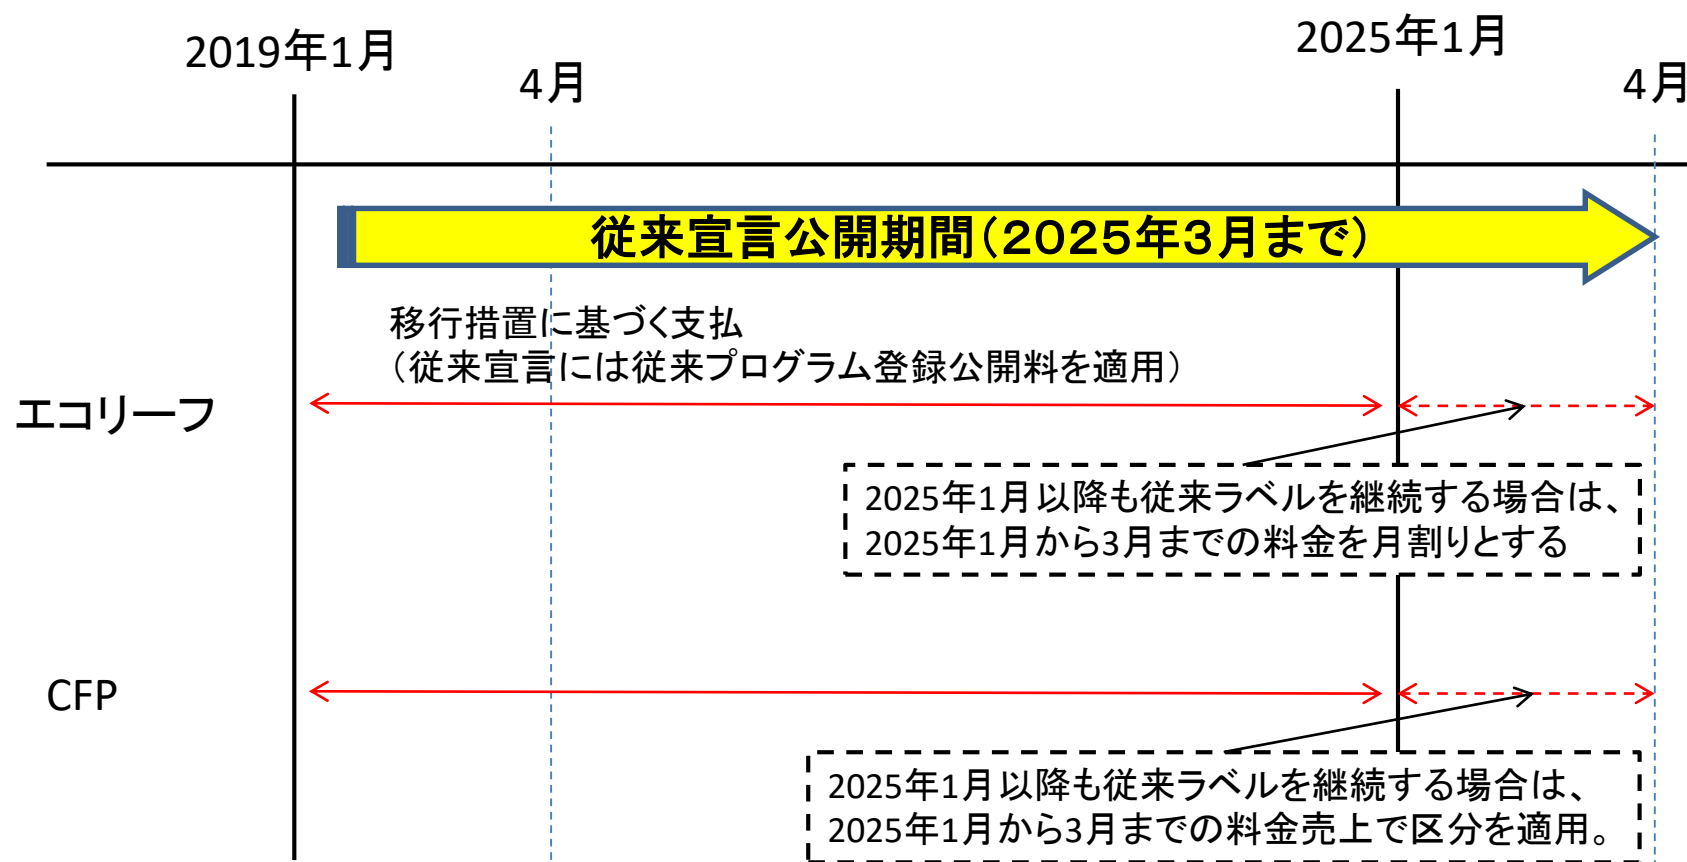 2019年1月
4月
2025年1月
4月
従来宣言公開期間（２０２５年３月まで）
移行措置に基づく支払
（従来宣言には従来プログラム登録公開料を適用）
エコリーフ
2025年1月以降も従来ラベルを継続する場合は、
2025年1月から3月までの料金を月割りとする
CFP
2025年1月以降も従来ラベルを継続する場合は、
2025年1月から3月までの料金売上で区分を適用。